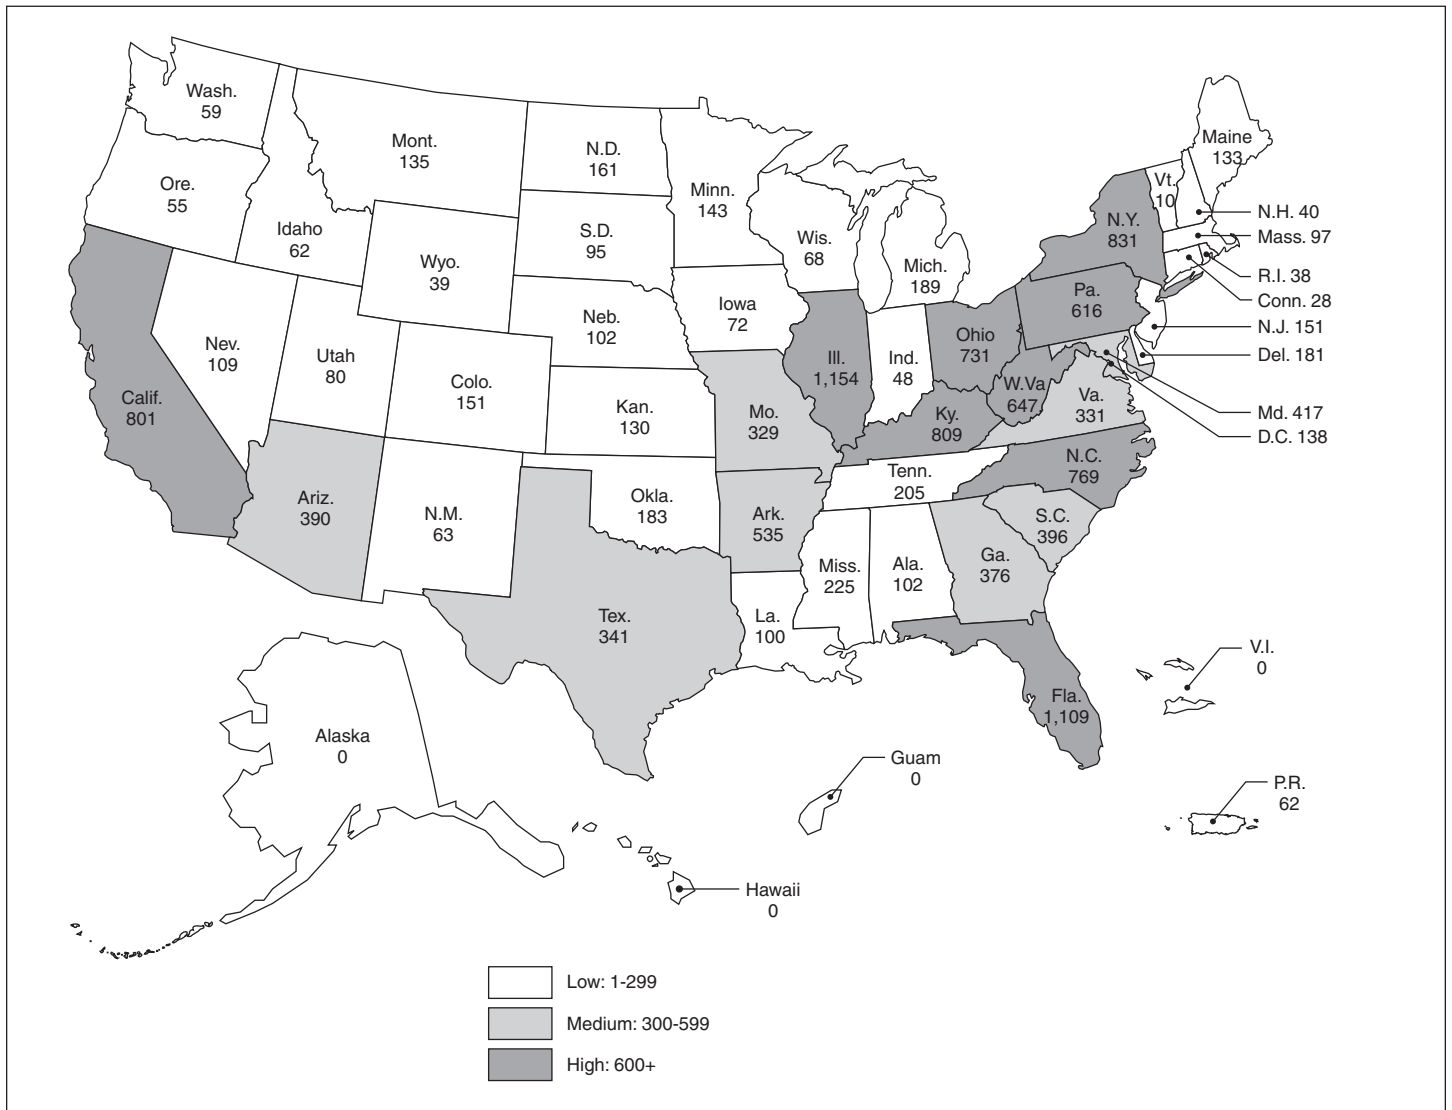 Wash.
59
Ore.
55
Calif.
801
Idaho
62
Nev.
109
Mont.
135
Wyo.
39
Utah
80
Colo.
151
Ariz.
390
N.M.
63
N.D.
161
S.D.
95
Neb.
102
Kan.
130
Okla.
183
Tex.
341
Minn.
143
Iowa
72
Mo.
329
Ark.
535
La.
100
Wis.
68
Ill.
1,154
Mich.
189
Ind.
48
Ohio
731
Ky.
809
Tenn.
205
Miss.
225
Ala.
102
Ga.
376
Fla.
1,109
S.C.
396
N.C.
769
Va.
331
W.Va
647
Pa.
616
N.Y.
831
Vt.
10
Maine
133
N.H. 40
Mass. 97
R.I. 38
Conn. 28
N.J. 151
Del. 181
Md. 417
D.C. 138
V.I.
0
P.R.
62
Guam
0
Alaska
0
Hawaii
0
Low: 1-299
Medium: 300-599
High: 600+